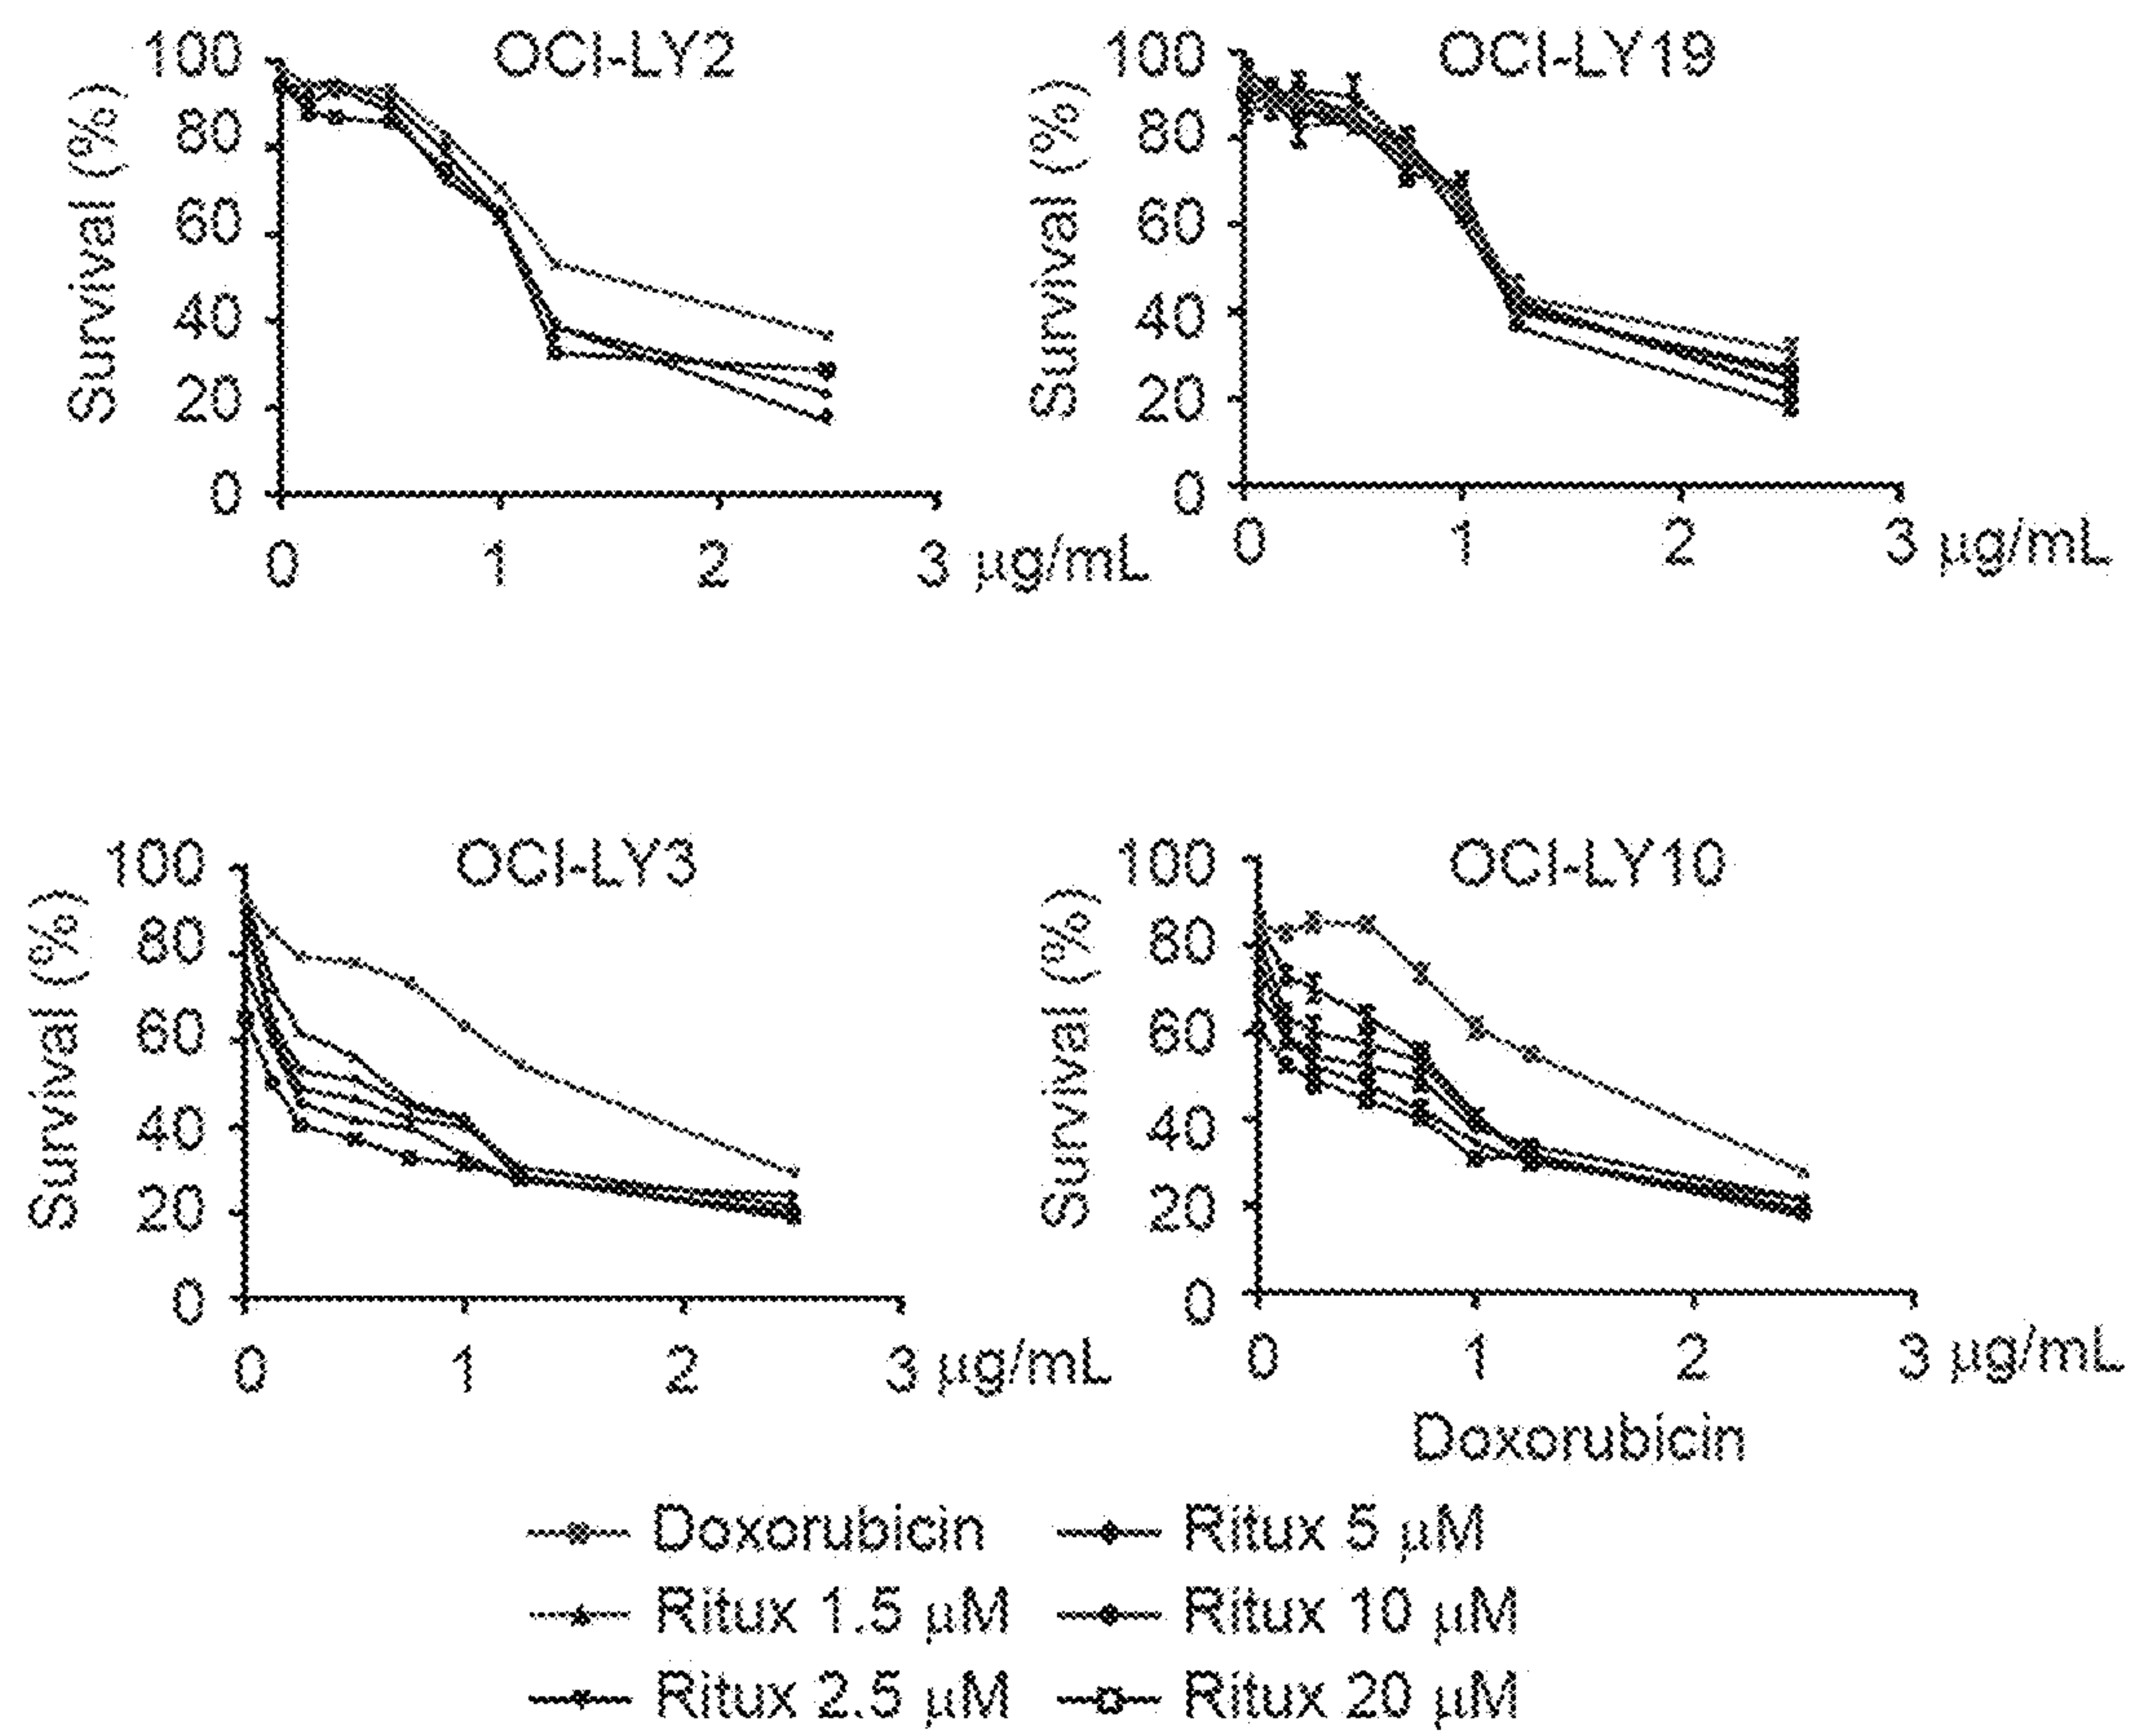 OCI-LY2
Survival (%)
100
80
60
40
20
0
0 1 2 3 µg/mL
OCI-LY19
Survival (%)
100
80
60
40
20
0
0 1 2 3 µg/mL
OCI-LY3
Survival (%)
100
80
60
40
20
0
0 1 2 3 µg/mL
OCI-LY10
Survival (%)
100
80
60
40
20
0
0 1 2 3 µg/mL
Doxorubicin
Doxorubicin Ritux 5 µM
Ritux 1.5 µM Ritux 10 µM
Ritux 2.5 µM Ritux 20 µM